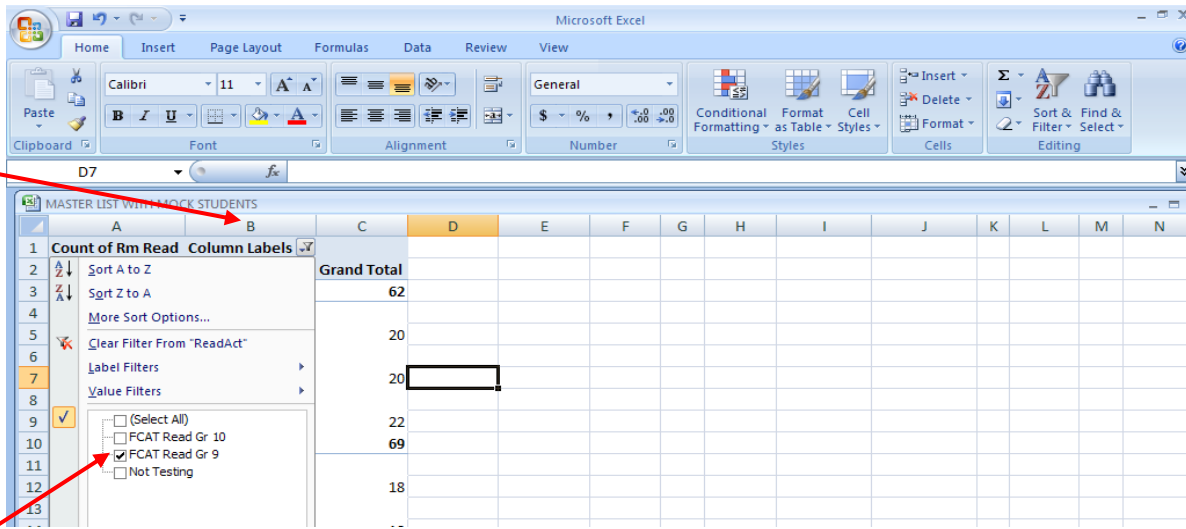 Microsoft Excel
Home Insert Page Layout Formulas Data Review View
Calibri 11 A A General Insert Σ
Paste B I U A $ % , .0 .00 .00 .0 Conditional Formatting Format as Table Cell Styles Delete Sort & Filter Find & Select
Format
Clipboard Font Alignment Number Styles Cells Editing
D7 fx
MASTER LIST WITH MOCK STUDENTS
A B C D E F G H I J K L M N
1 Count of Rm Read Column Labels
2 Sort A to Z Grand Total
3 Sort Z to A 62
4 More Sort Options...
5 Clear Filter From "ReadAct" 20
6 Label Filters
7 Value Filters 20
8
9 (Select All) 22
FCAT Read Gr 10
10 FCAT Read Gr 9 69
11 Not Testing
12 18
13